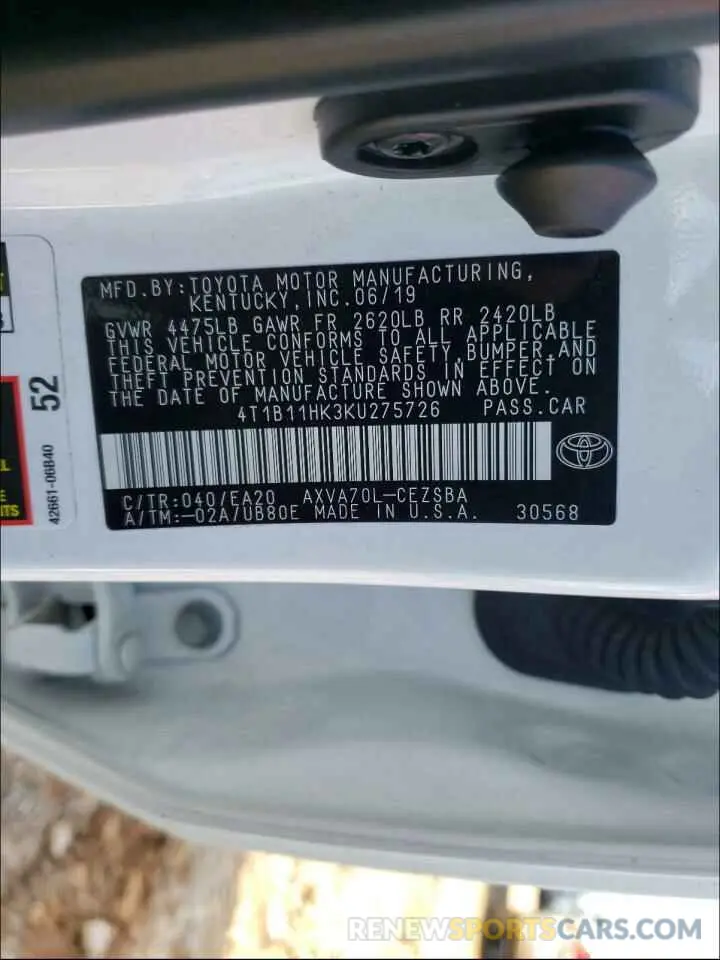 MFD.BY:TOYOTA MOTOR MANUFACTURING,
KENTUCKY, INC.06/19
GVWR 4475LB GAWR FR 2620LB RR 2420LB
THIS VEHICLE CONFORMS TO ALL APPLICABLE
FEDERAL MOTOR VEHICLE SAFETY,BUMPER,AND
THEFT PREVENTION STANDARDS IN EFFECT ON
THE DATE OF MANUFACTURE SHOWN ABOVE.
4T1B11HK3KU275726 PASS.CAR
C/TR:040/EA20 AXVA70L-CEZSBA
A/TM:-02A/UB80E MADE IN U.S.A. 30568
52
42661-06B40
RENEWSPORTSCARS.COM